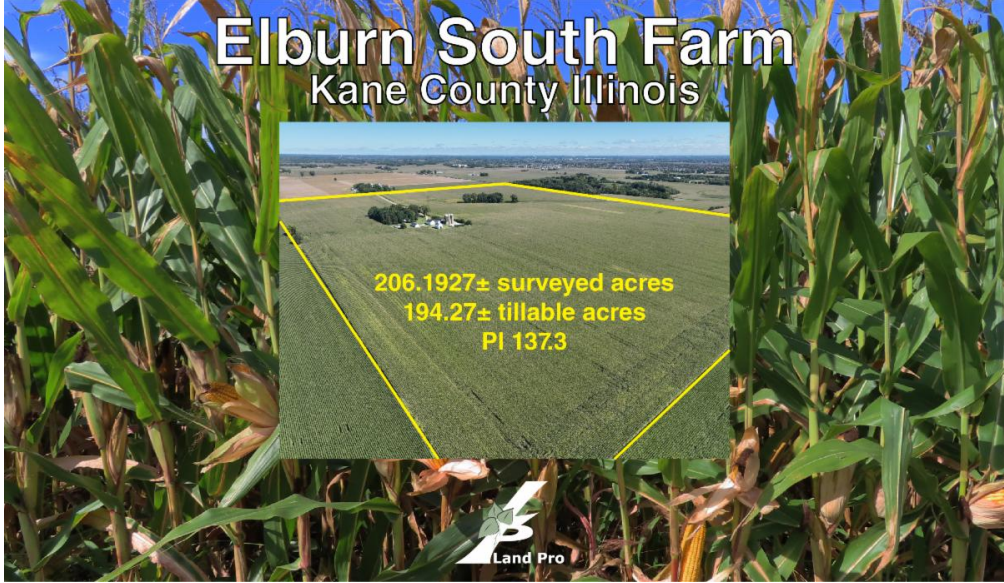 Elburn South Farm
Kane County Illinois
206.1927± surveyed acres
194.27± tillable acres
PI 137.3
B
Land Pro